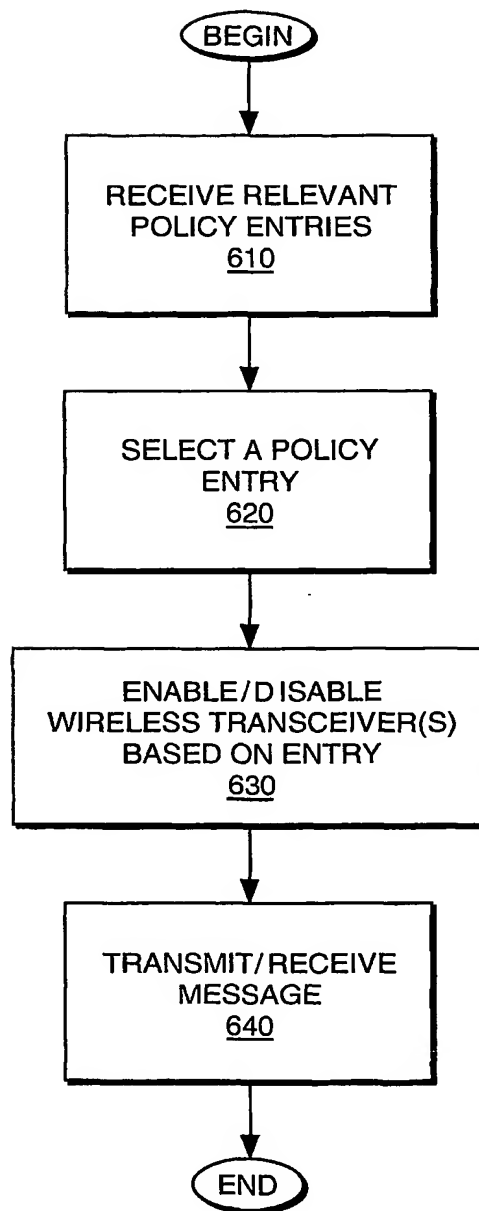 BEGIN
RECEIVE RELEVANT
POLICY ENTRIES
610
SELECT A POLICY
ENTRY
620
ENABLE/DISABLE
WIRELESS TRANSCEIVER(S)
BASED ON ENTRY
630
TRANSMIT/RECEIVE
MESSAGE
640
END